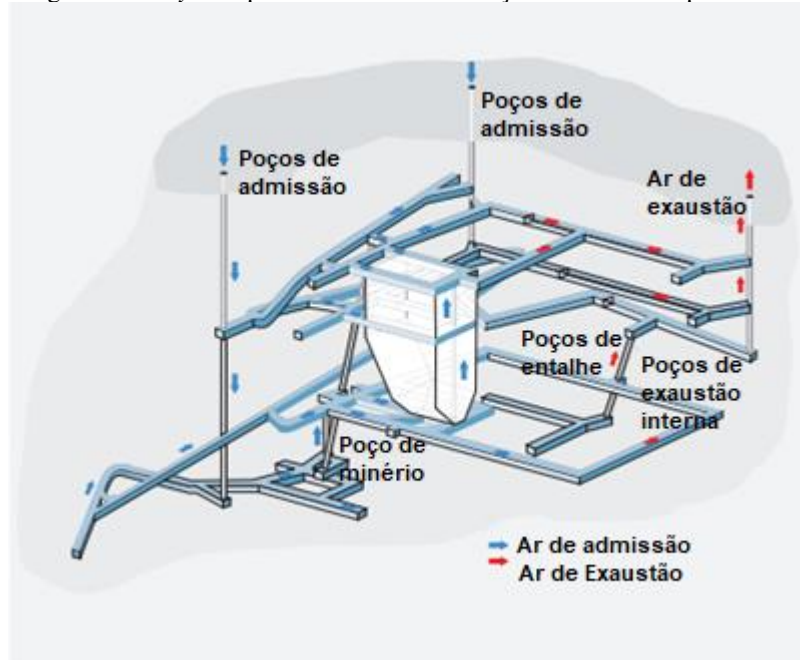 Poços de
admissão
Poços de
admissão
Ar de
exaustão
Poços de
entalhe
Poços de
exaustão
interna
Poço de
minério
Ar de admissão
Ar de Exaustão